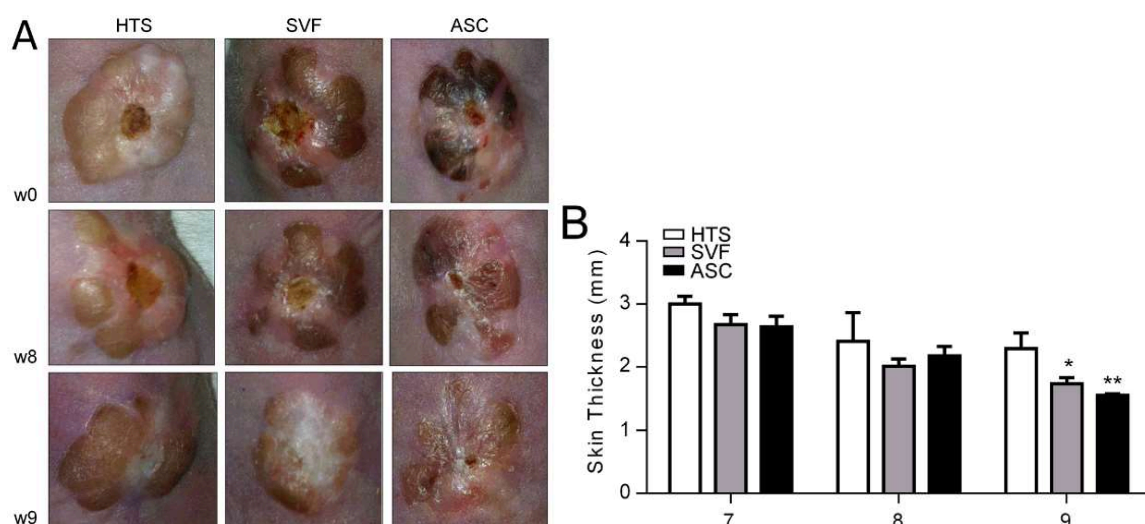 A
HTS SVF ASC
w0
w8
w9
B
HTS
SVF
ASC
Skin Thickness (mm)
4
3
2
1
0
* **
7 8 9